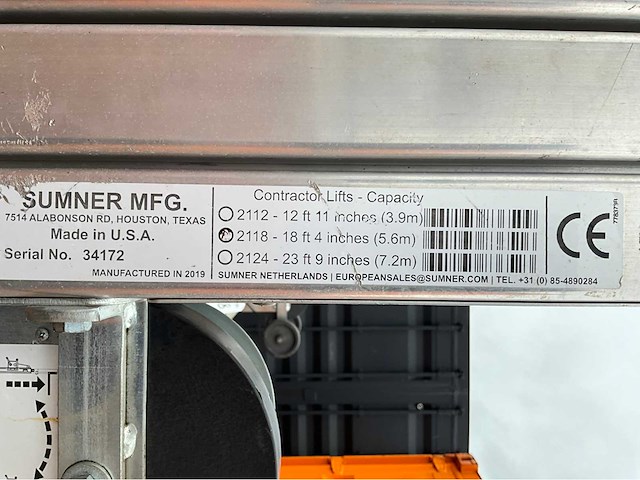 SUMNER MFG.
7514 ALABONSON RD, HOUSTON, TEXAS
Made in U.S.A.
Serial No. 34172
MANUFACTURED IN 2019
Contractor Lifts - Capacity
2112 - 12 ft 11 inches (3.9m)
2118 - 18 ft 4 inches (5.6m)
2124 - 23 ft 9 inches (7.2m)
SUMNER NETHERLANDS | EUROPEANSALES@SUMNER.COM | TEL. +31 (0) 85-4890284
CE